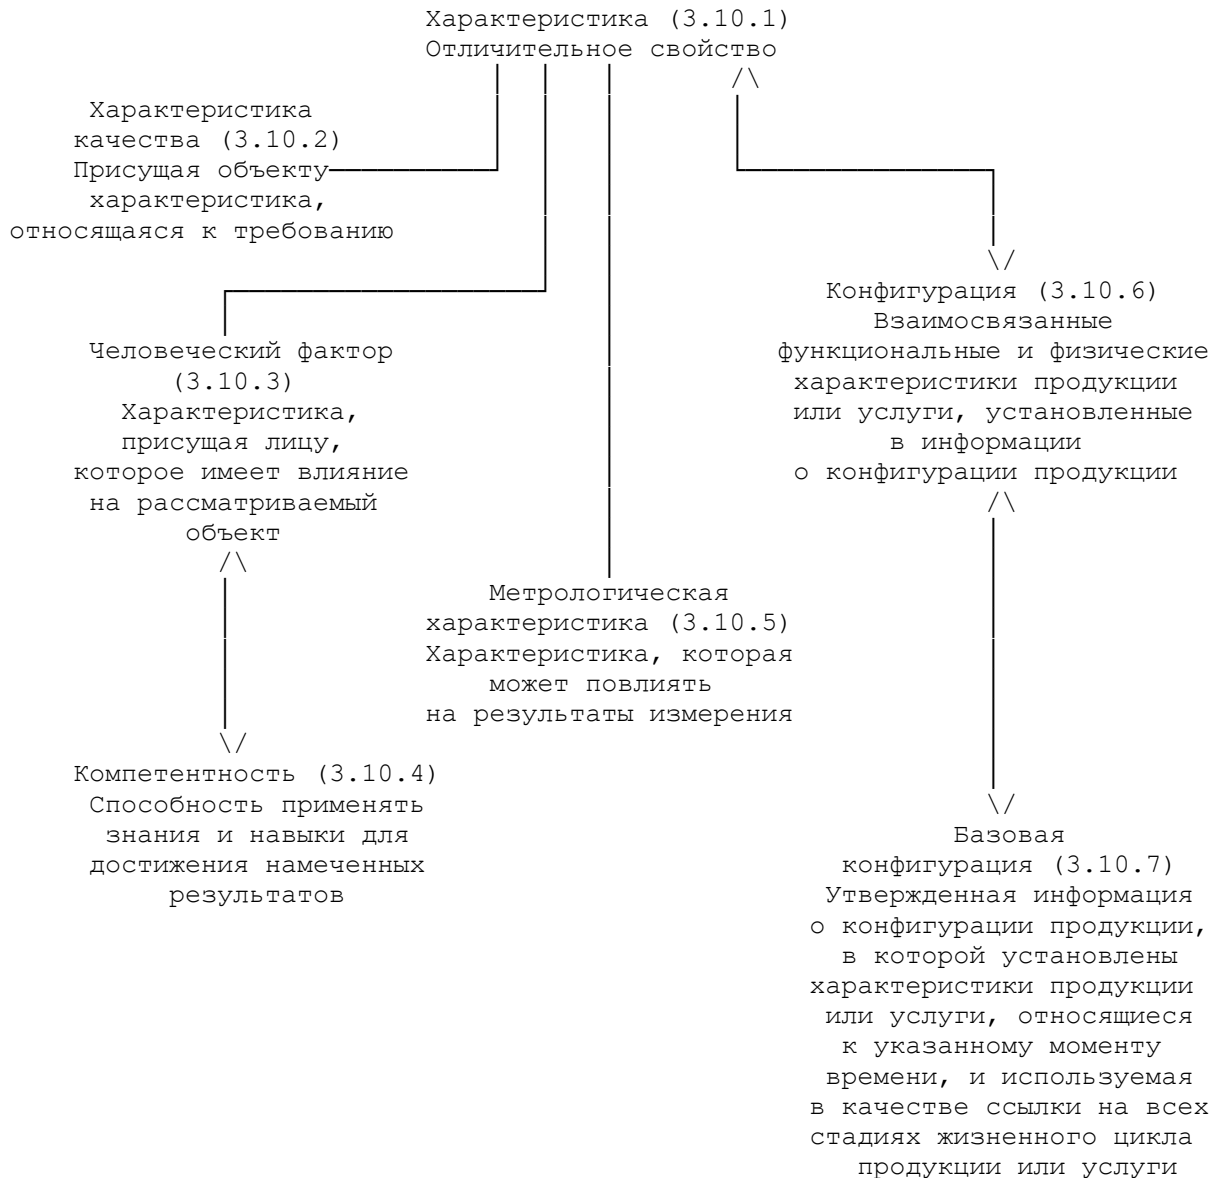 Характеристика (3.10.1)
Отличительное свойство
Характеристика
качества (3.10.2)
Присущая объекту
характеристика,
относящаяся к требованию
Конфигурация (3.10.6)
Взаимосвязанные
функциональные и физические
характеристики продукции
или услуги, установленные
в информации
о конфигурации продукции
Человеческий фактор
(3.10.3)
Характеристика,
присущая лицу,
которое имеет влияние
на рассматриваемый
объект
Метрологическая
характеристика (3.10.5)
Характеристика, которая
может повлиять
на результаты измерения
Компетентность (3.10.4)
Способность применять
знания и навыки для
достижения намеченных
результатов
Базовая
конфигурация (3.10.7)
Утвержденная информация
о конфигурации продукции,
в которой установлены
характеристики продукции
или услуги, относящиеся
к указанному моменту
времени, и используемая
в качестве ссылки на всех
стадиях жизненного цикла
продукции или услуги